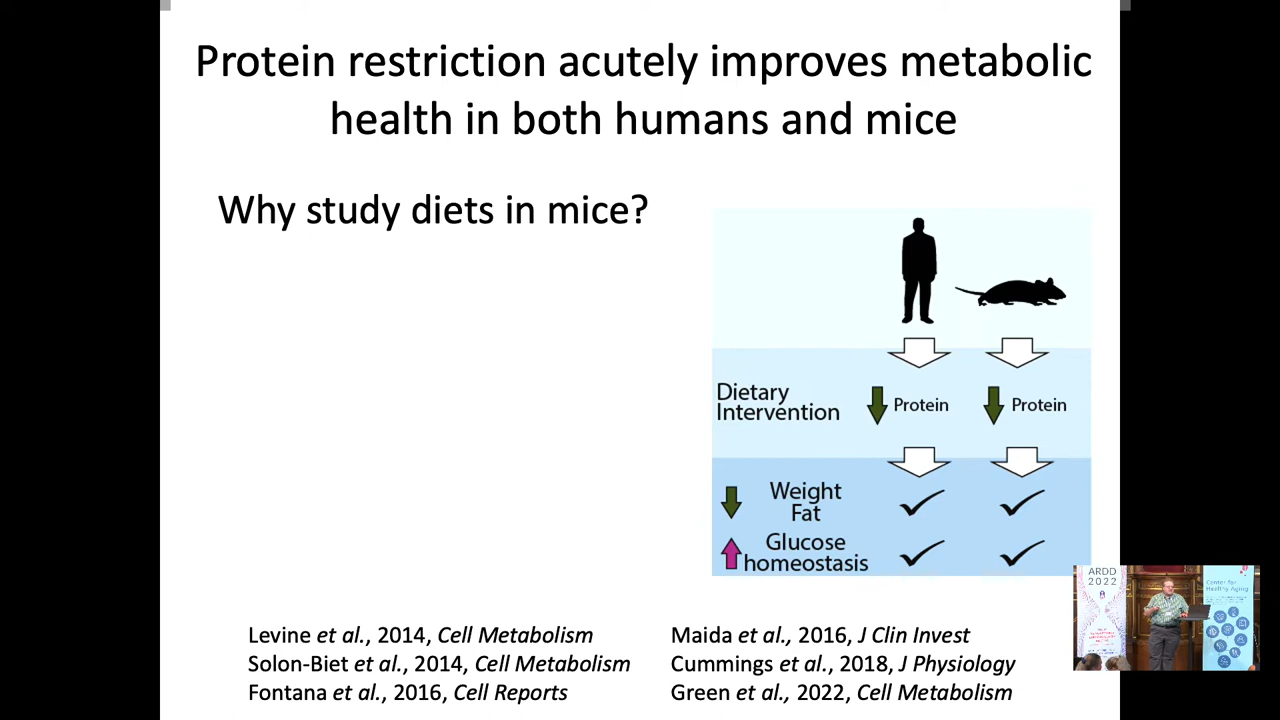 Protein restriction acutely improves metabolic
health in both humans and mice
Why study diets in mice?
Dietary
Intervention
Protein
Protein
Weight
Fat
Glucose
homeostasis
Levine et al., 2014, Cell Metabolism
Solon-Biet et al., 2014, Cell Metabolism
Fontana et al., 2016, Cell Reports
Maida et al., 2016, J Clin Invest
Cummings et al., 2018, J Physiology
Green et al., 2022, Cell Metabolism
ARDD
2022
Center for
Healthy Aging